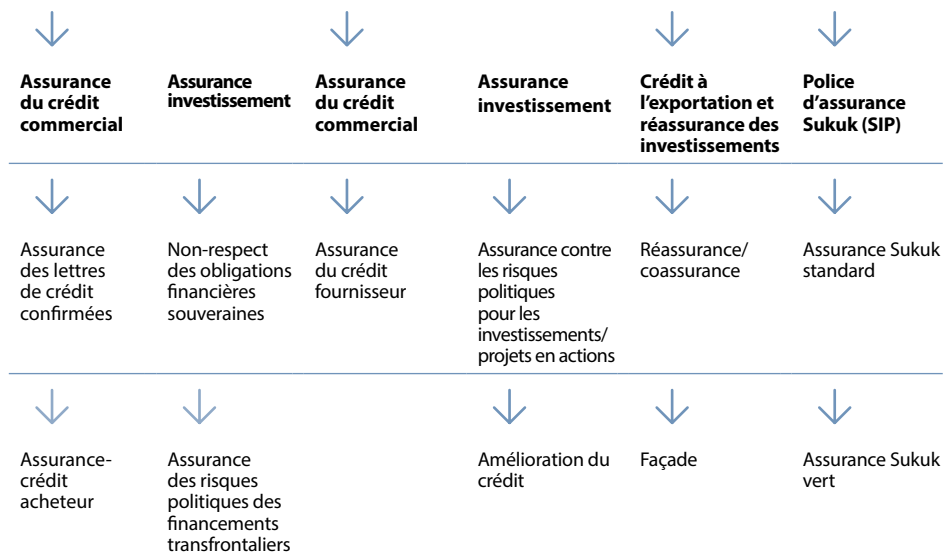 Assurance
du crédit
commercial
Assurance
investissement
Assurance
du crédit
commercial
Assurance
investissement
Crédit à
l'exportation et
réassurance des
investissements
Police
d'assurance
Sukuk (SIP)
Assurance
des lettres
de crédit
confirmées
Non-respect
des obligations
financières
souveraines
Assurance
du crédit
fournisseur
Assurance contre
les risques
politiques
pour les
investissements/
projets en actions
Réassurance/
coassurance
Assurance Sukuk
standard
Assurance-
crédit
acheteur
Assurance
des risques
politiques des
financements
transfrontaliers
Amélioration du
crédit
Façade
Assurance Sukuk
vert